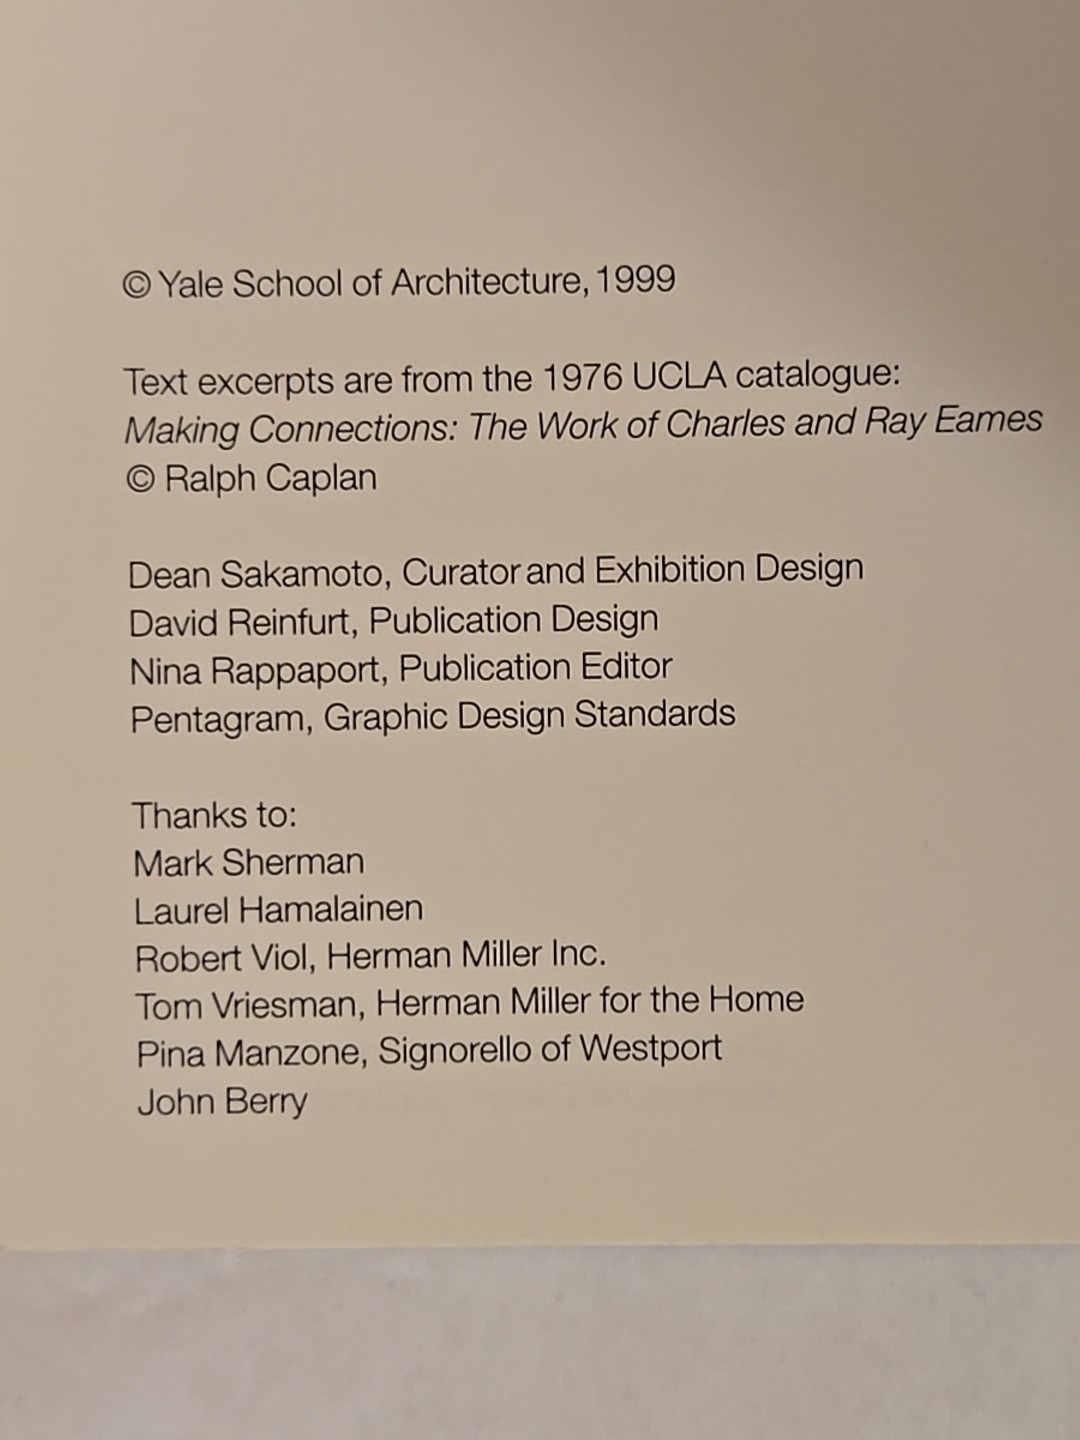 © Yale School of Architecture, 1999
Text excerpts are from the 1976 UCLA catalogue:
Making Connections: The Work of Charles and Ray Eames
© Ralph Caplan
Dean Sakamoto, Curator and Exhibition Design
David Reinfurt, Publication Design
Nina Rappaport, Publication Editor
Pentagram, Graphic Design Standards
Thanks to:
Mark Sherman
Laurel Hamalainen
Robert Viol, Herman Miller Inc.
Tom Vriesman, Herman Miller for the Home
Pina Manzone, Signorello of Westport
John Berry